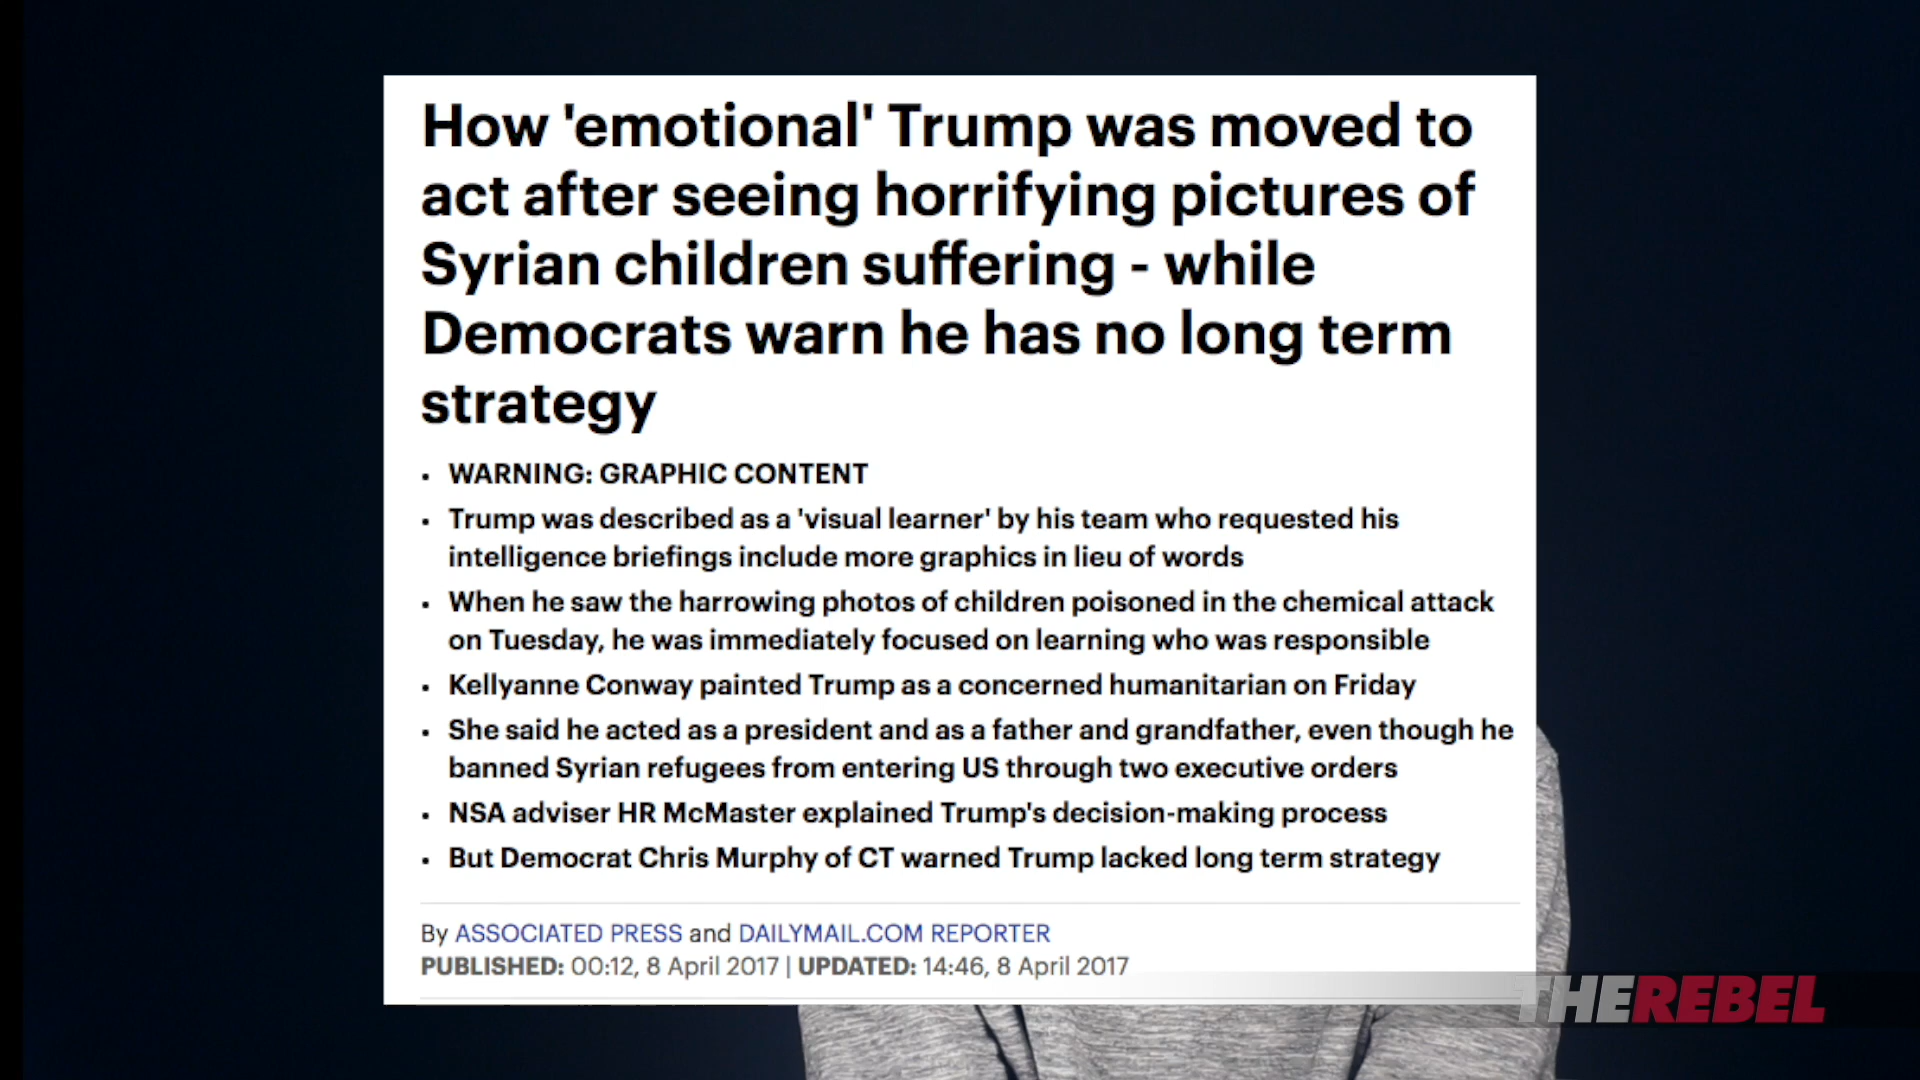 How 'emotional' Trump was moved to
act after seeing horrifying pictures of
Syrian children suffering - while
Democrats warn he has no long term
strategy
• WARNING: GRAPHIC CONTENT
• Trump was described as a 'visual learner' by his team who requested his
intelligence briefings include more graphics in lieu of words
• When he saw the harrowing photos of children poisoned in the chemical attack
on Tuesday, he was immediately focused on learning who was responsible
• Kellyanne Conway painted Trump as a concerned humanitarian on Friday
• She said he acted as a president and as a father and grandfather, even though he
banned Syrian refugees from entering US through two executive orders
• NSA adviser HR McMaster explained Trump's decision-making process
• But Democrat Chris Murphy of CT warned Trump lacked long term strategy
By ASSOCIATED PRESS and DAILYMAIL.COM REPORTER
PUBLISHED: 00:12, 8 April 2017 | UPDATED: 14:46, 8 April 2017
THEREBEL